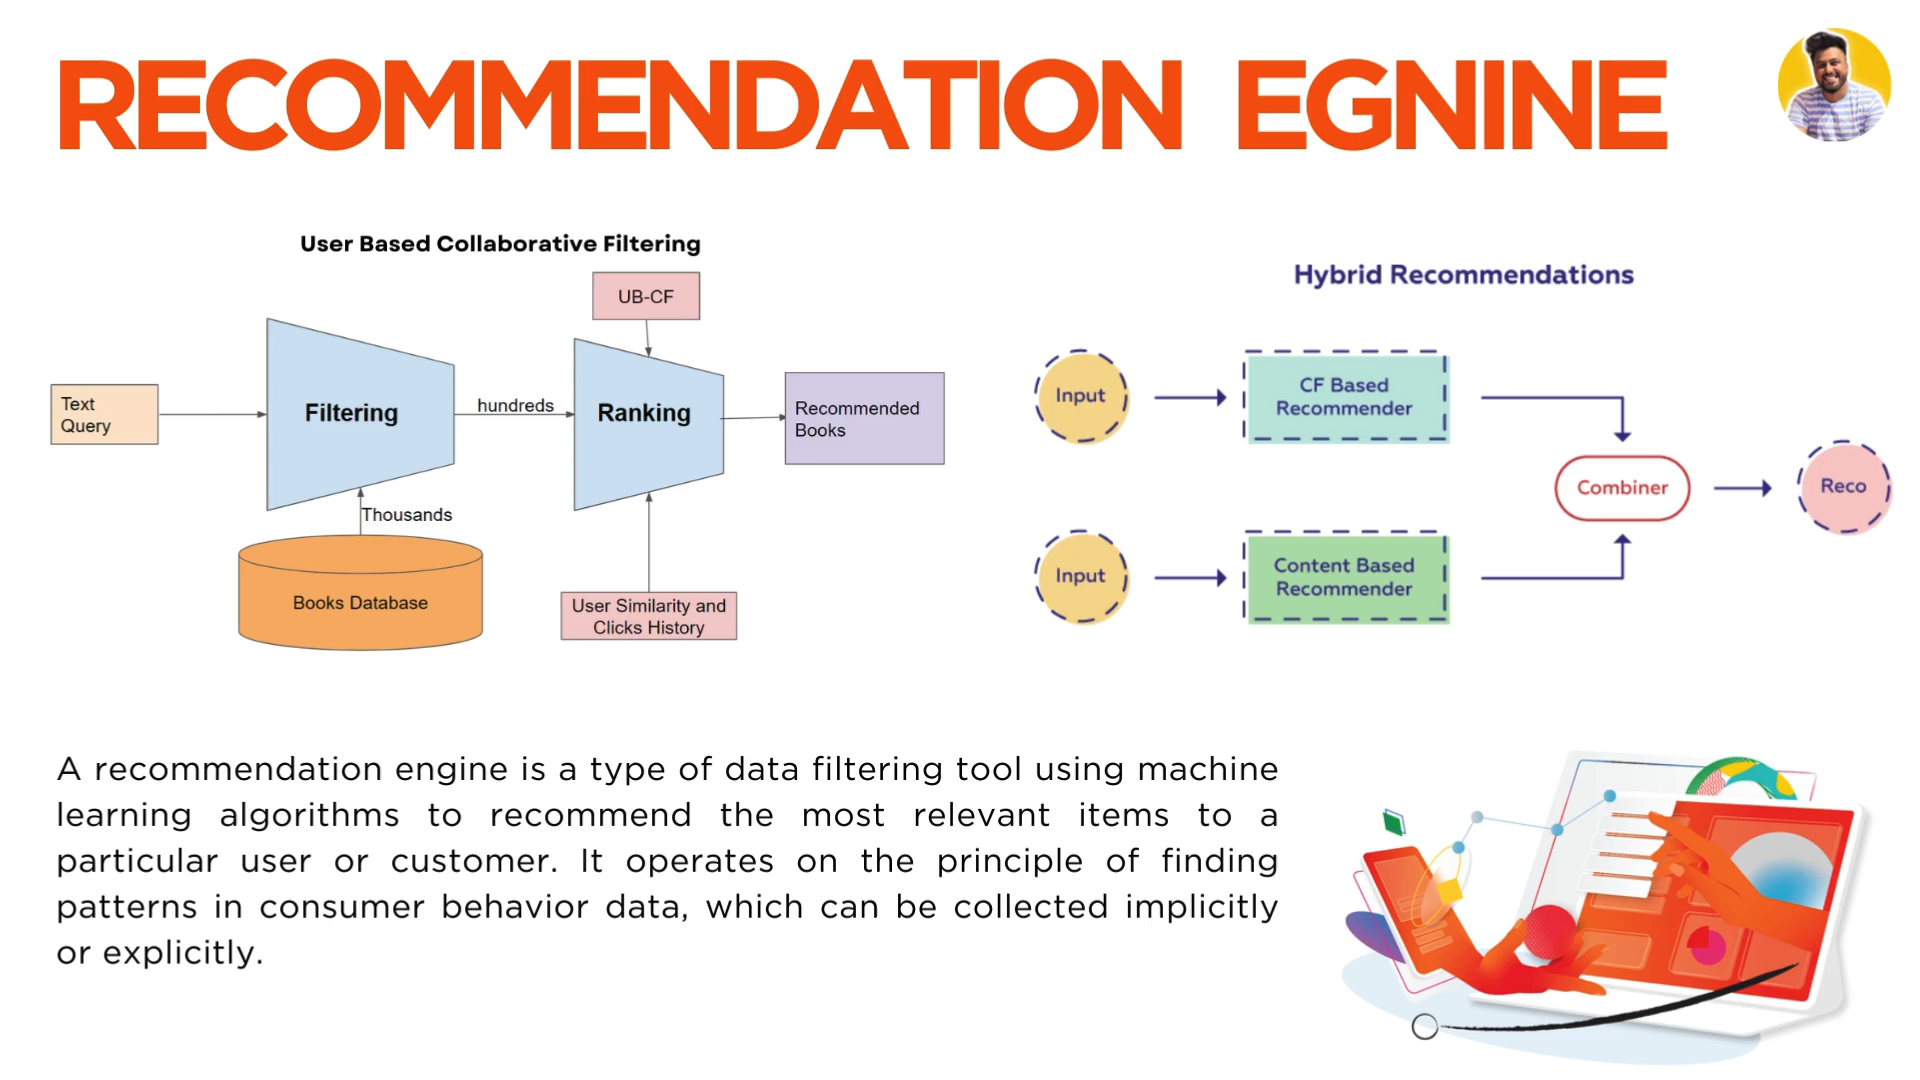 RECOMMENDATION EGNINE
User Based Collaborative Filtering
UB-CF
Text
Query
Filtering
hundreds
Ranking
Recommended
Books
Thousands
Books Database
User Similarity and
Clicks History
Hybrid Recommendations
Input
CF Based
Recommender
Combiner
Reco
Input
Content Based
Recommender
A recommendation engine is a type of data filtering tool using machine
learning algorithms to recommend the most relevant items to a
particular user or customer. It operates on the principle of finding
patterns in consumer behavior data, which can be collected implicitly
or explicitly.